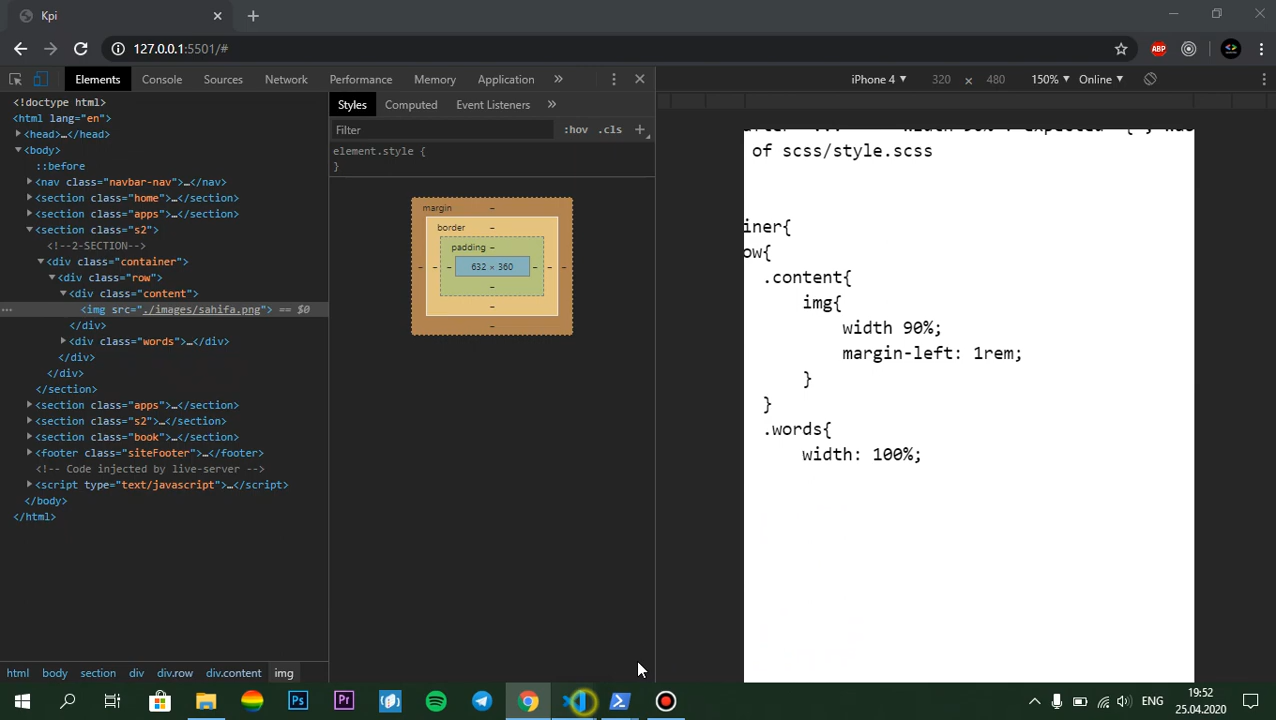 Kpi
127.0.0.1:5501/#
ABP
Elements Console Sources Network Performance Memory Application »
iPhone 4 320 × 480 150% Online
<!doctype html>
<html lang="en">
<head>…</head>
<body>
::before
<nav class="navbar-nav">…</nav>
<section class="home">…</section>
<section class="apps">…</section>
<section class="s2">
<!--2-SECTION-->
<div class="container">
<div class="row">
<div class="content">
<img src="./images/sahifa.png"> == $0
</div>
<div class="words">…</div>
</div>
</div>
</section>
<section class="apps">…</section>
<section class="s2">…</section>
<section class="book">…</section>
<footer class="siteFooter">…</footer>
<!-- Code injected by live-server -->
<script type="text/javascript">…</script>
</body>
</html>
html body section div div.row div.content img
Styles Computed Event Listeners »
Filter :hov .cls +
element.style {
}
margin -
border -
padding -
- - - 632 × 360 - - -
-
-
-
of scss/style.scss
iner{
ow{
.content{
img{
width 90%;
margin-left: 1rem;
}
}
.words{
width: 100%;
Ps
Pr
ENG
19:52
25.04.2020